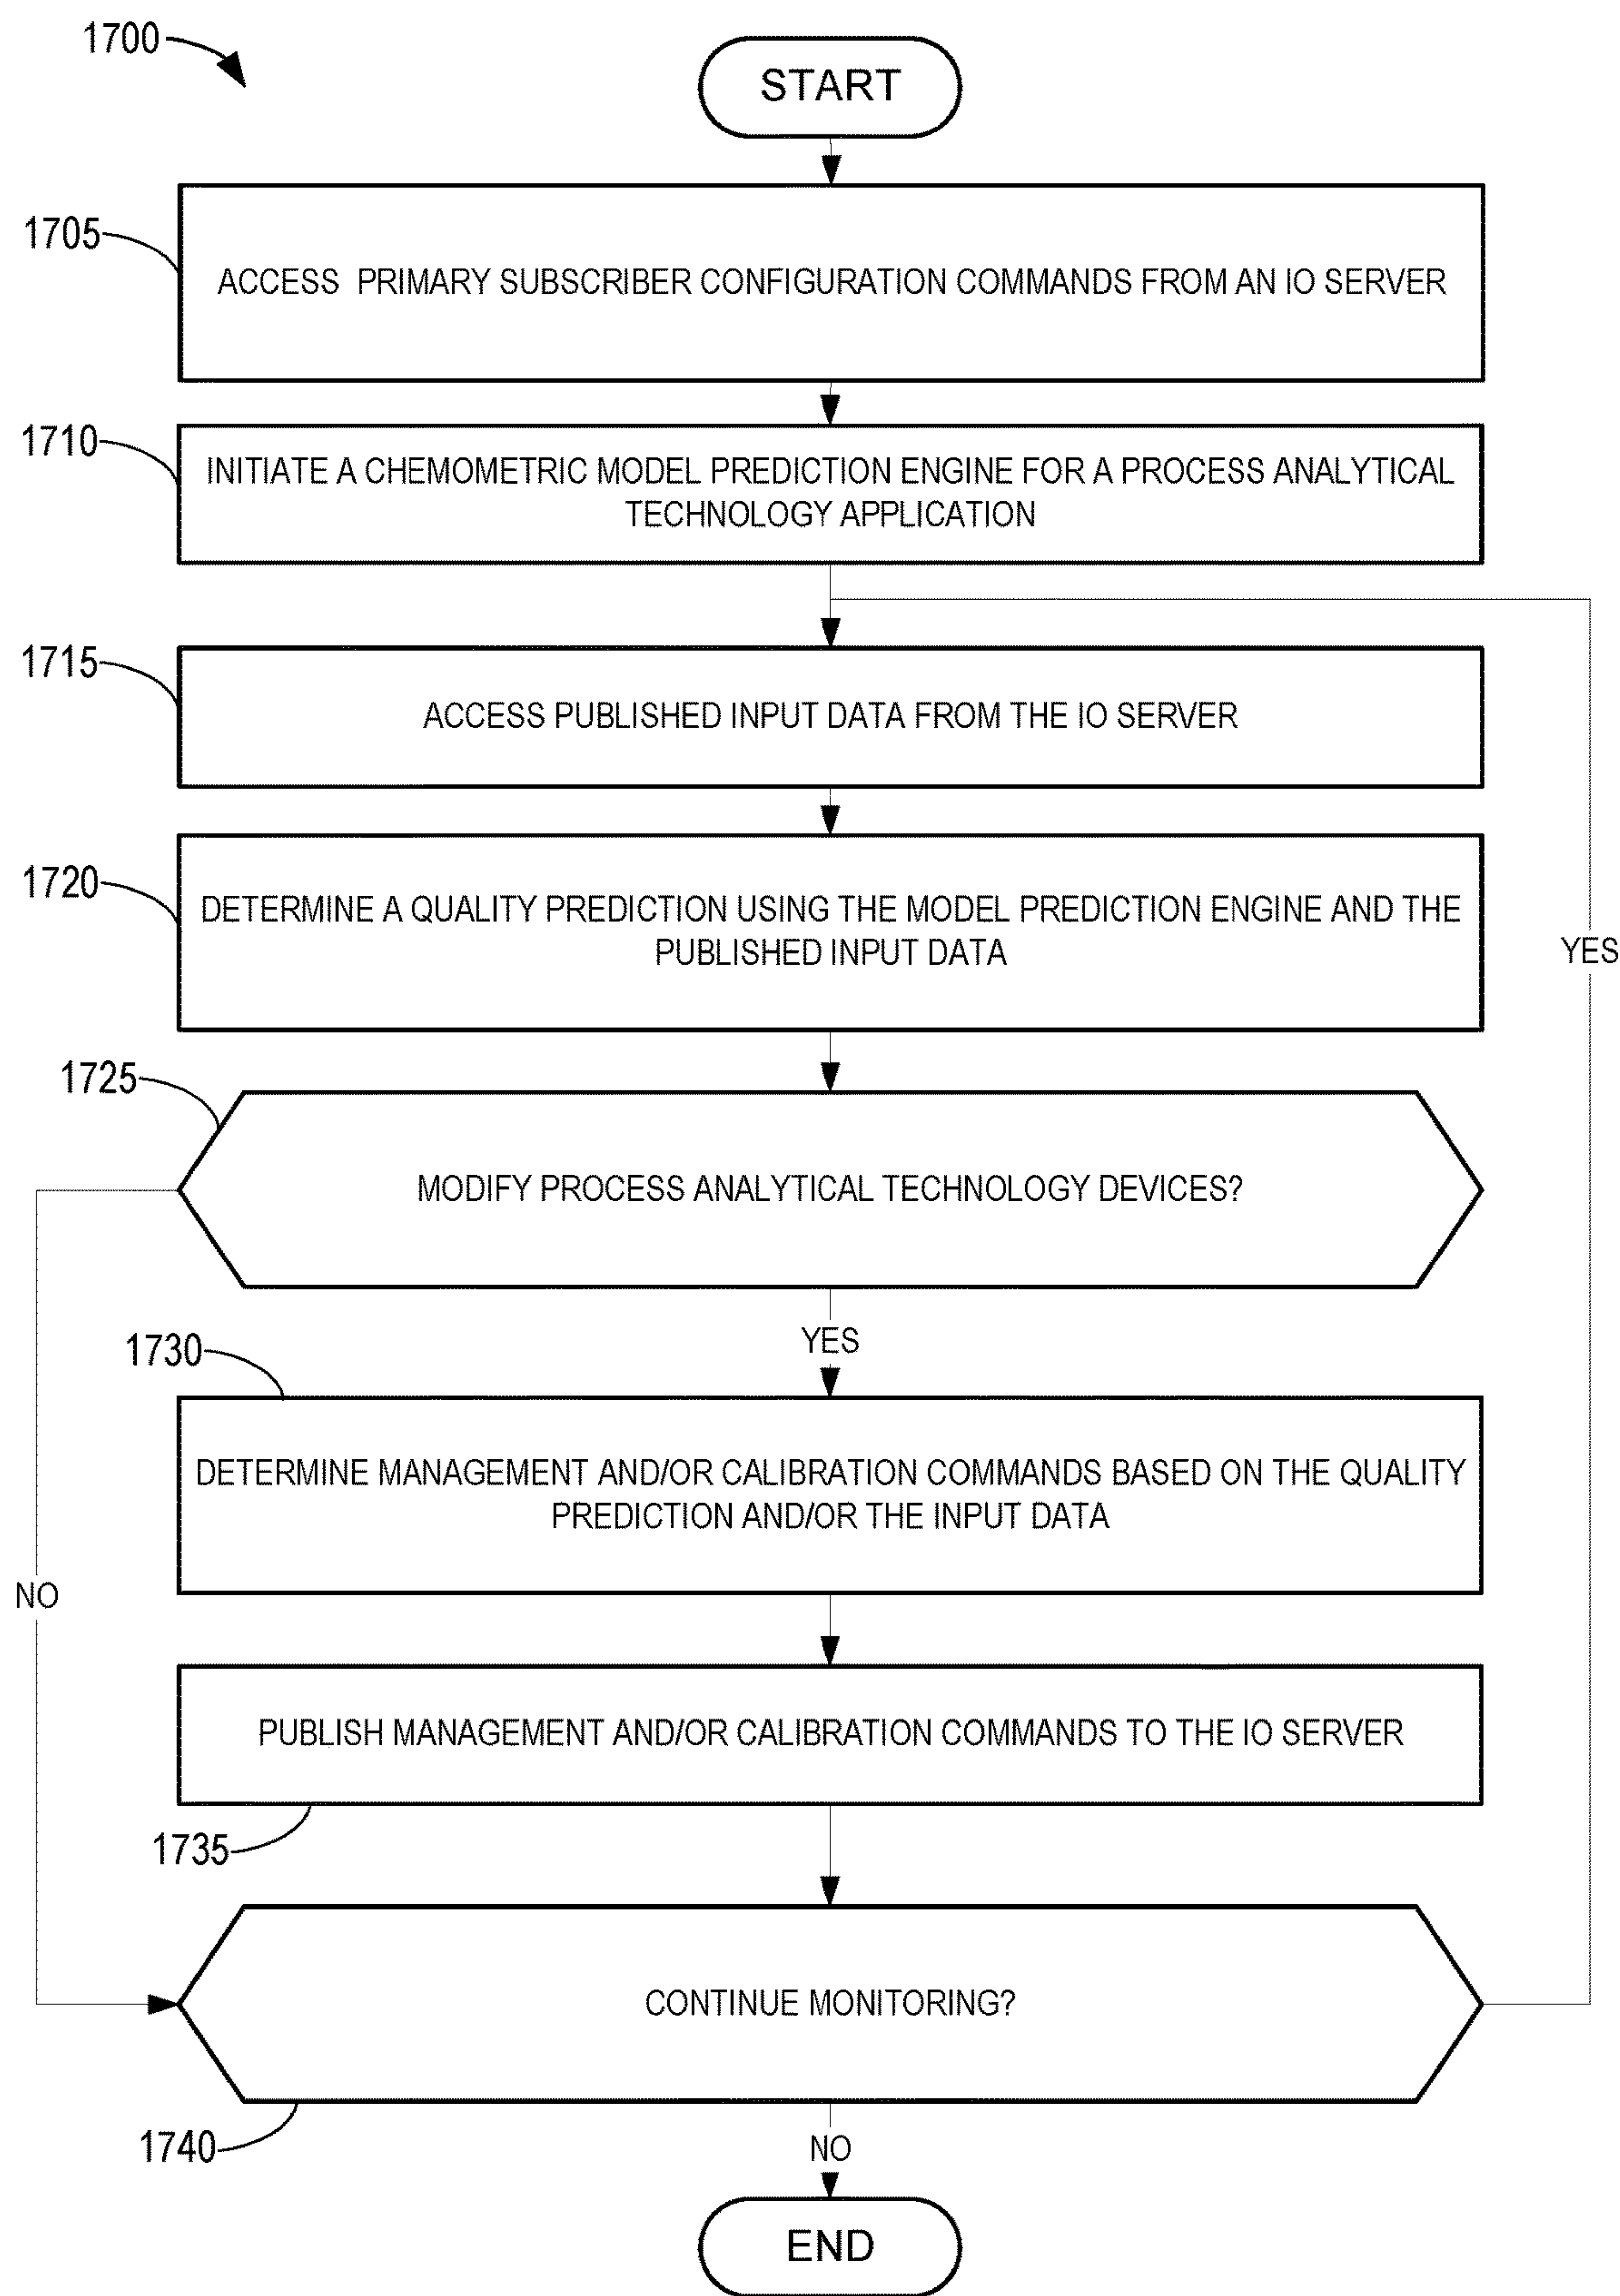 1700
START
1705
ACCESS PRIMARY SUBSCRIBER CONFIGURATION COMMANDS FROM AN IO SERVER
1710
INITIATE A CHEMOMETRIC MODEL PREDICTION ENGINE FOR A PROCESS ANALYTICAL
TECHNOLOGY APPLICATION
1715
ACCESS PUBLISHED INPUT DATA FROM THE IO SERVER
1720
DETERMINE A QUALITY PREDICTION USING THE MODEL PREDICTION ENGINE AND THE
PUBLISHED INPUT DATA
YES
1725
MODIFY PROCESS ANALYTICAL TECHNOLOGY DEVICES?
YES
1730
DETERMINE MANAGEMENT AND/OR CALIBRATION COMMANDS BASED ON THE QUALITY
PREDICTION AND/OR THE INPUT DATA
NO
PUBLISH MANAGEMENT AND/OR CALIBRATION COMMANDS TO THE IO SERVER
1735
CONTINUE MONITORING?
1740
NO
END